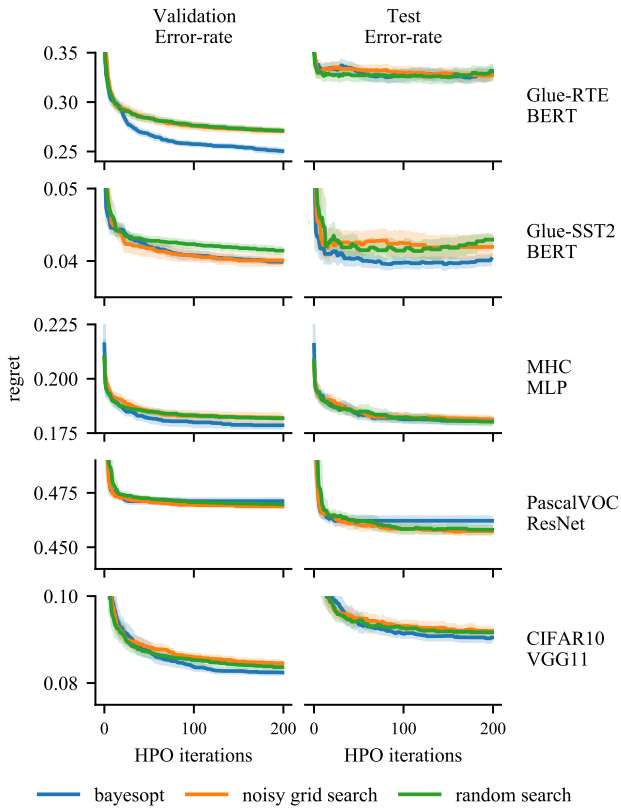 Validation
Error-rate
Test
Error-rate
0.35
0.30
0.25
Glue-RTE
BERT
0.05
0.04
Glue-SST2
BERT
regret
0.225
0.200
0.175
MHC
MLP
0.475
0.450
PascalVOC
ResNet
0.10
0.08
CIFAR10
VGG11
0 100 200
0 100 200
HPO iterations
HPO iterations
bayesopt
noisy grid search
random search